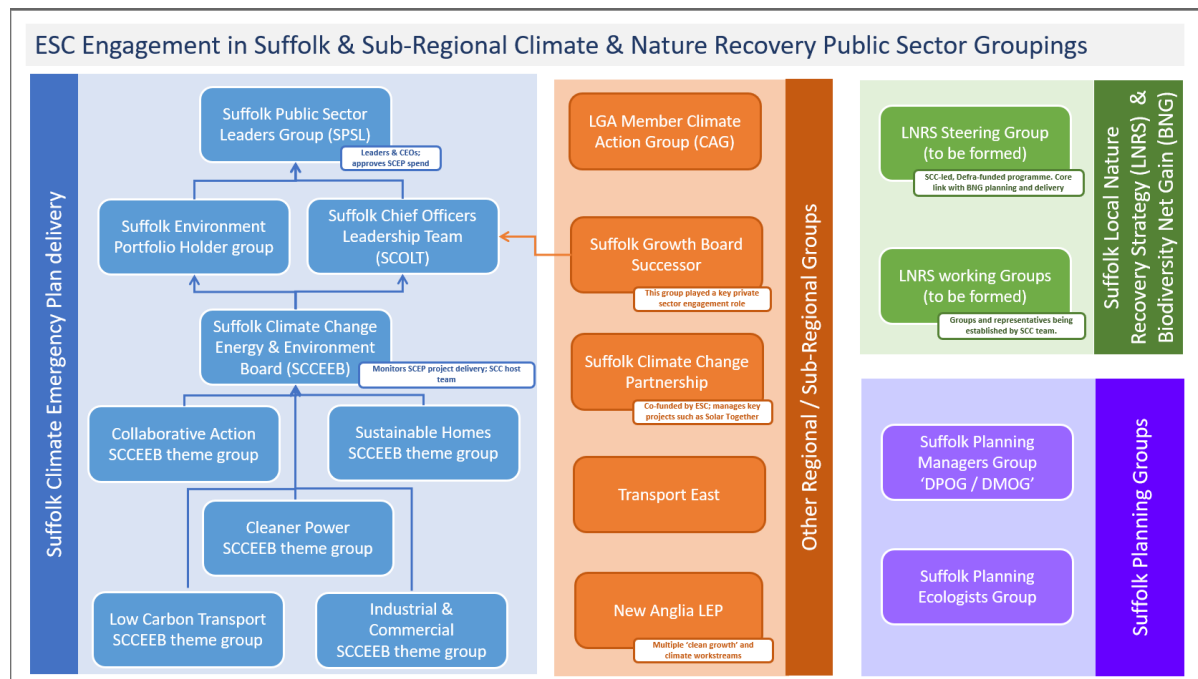 ESC Engagement in Suffolk & Sub-Regional Climate & Nature Recovery Public Sector Groupings
Suffolk Climate Emergency Plan delivery
Suffolk Public Sector
Leaders Group (SPSL)
Leaders & CEOs;
approves SCEP spend
Suffolk Environment
Portfolio Holder group
Suffolk Chief Officers
Leadership Team
(SCOLT)
Suffolk Climate Change
Energy & Environment
Board (SCCEEB)
Monitors SCEP project delivery; SCC host
team
Collaborative Action
SCCEEB theme group
Sustainable Homes
SCCEEB theme group
Cleaner Power
SCCEEB theme group
Low Carbon Transport
SCCEEB theme group
Industrial &
Commercial
SCCEEB theme group
LGA Member Climate
Action Group (CAG)
Suffolk Growth Board
Successor
This group played a key private
sector engagement role
Suffolk Climate Change
Partnership
Co-funded by ESC; manages key
projects such as Solar Together
Transport East
New Anglia LEP
Multiple 'clean growth' and
climate workstreams
Other Regional / Sub-Regional Groups
LNRS Steering Group
(to be formed)
SCC-led, Defra-funded programme. Core
link with BNG planning and delivery
LNRS working Groups
(to be formed)
Groups and representatives being
established by SCC team.
Suffolk Local Nature
Recovery Strategy (LNRS) &
Biodiversity Net Gain (BNG)
Suffolk Planning
Managers Group
'DPOG / DMOG'
Suffolk Planning
Ecologists Group
Suffolk Planning Groups